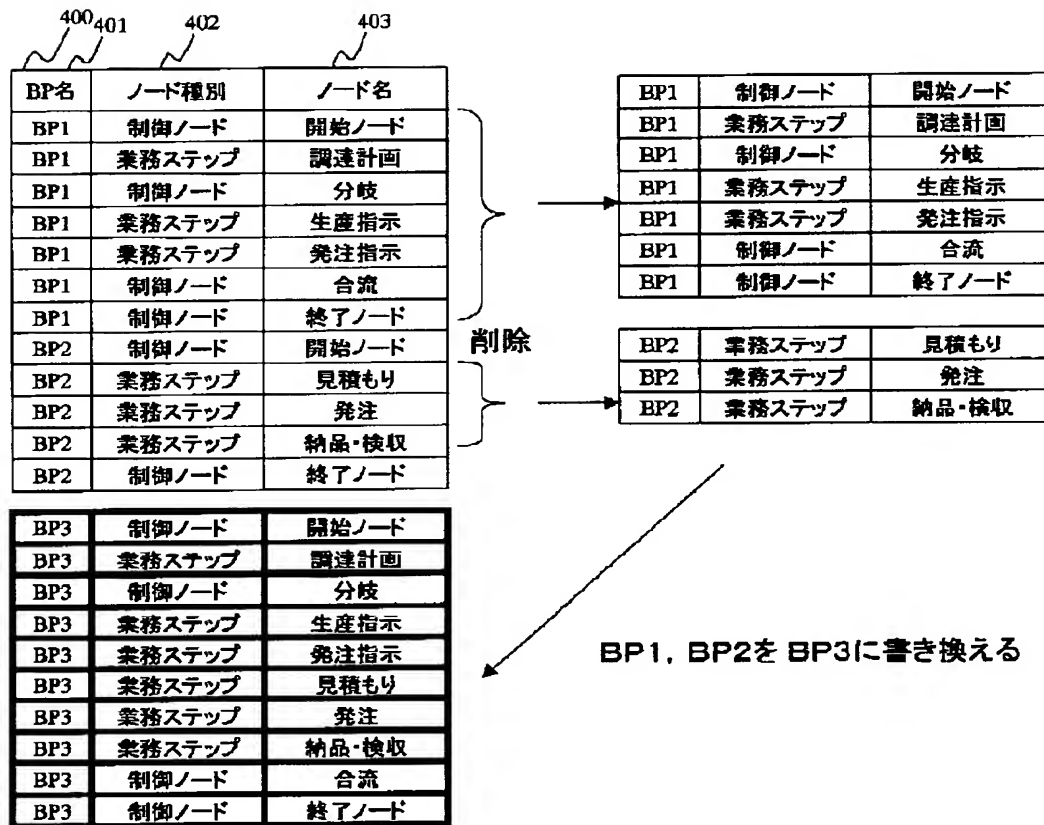 400 401 402 403
BP名 ノード種別 ノード名
BP1 制御ノード 開始ノード
BP1 業務ステップ 調達計画
BP1 制御ノード 分岐
BP1 業務ステップ 生産指示
BP1 業務ステップ 発注指示
BP1 制御ノード 合流
BP1 制御ノード 終了ノード
BP2 制御ノード 開始ノード
BP2 業務ステップ 見積もり
BP2 業務ステップ 発注
BP2 業務ステップ 納品・検収
BP2 制御ノード 終了ノード
削除
BP1 制御ノード 開始ノード
BP1 業務ステップ 調達計画
BP1 制御ノード 分岐
BP1 業務ステップ 生産指示
BP1 業務ステップ 発注指示
BP1 制御ノード 合流
BP1 制御ノード 終了ノード
BP2 業務ステップ 見積もり
BP2 業務ステップ 発注
BP2 業務ステップ 納品・検収
BP1, BP2を BP3に書き換える
BP3 制御ノード 開始ノード
BP3 業務ステップ 調達計画
BP3 制御ノード 分岐
BP3 業務ステップ 生産指示
BP3 業務ステップ 発注指示
BP3 業務ステップ 見積もり
BP3 業務ステップ 発注
BP3 業務ステップ 納品・検収
BP3 制御ノード 合流
BP3 制御ノード 終了ノード